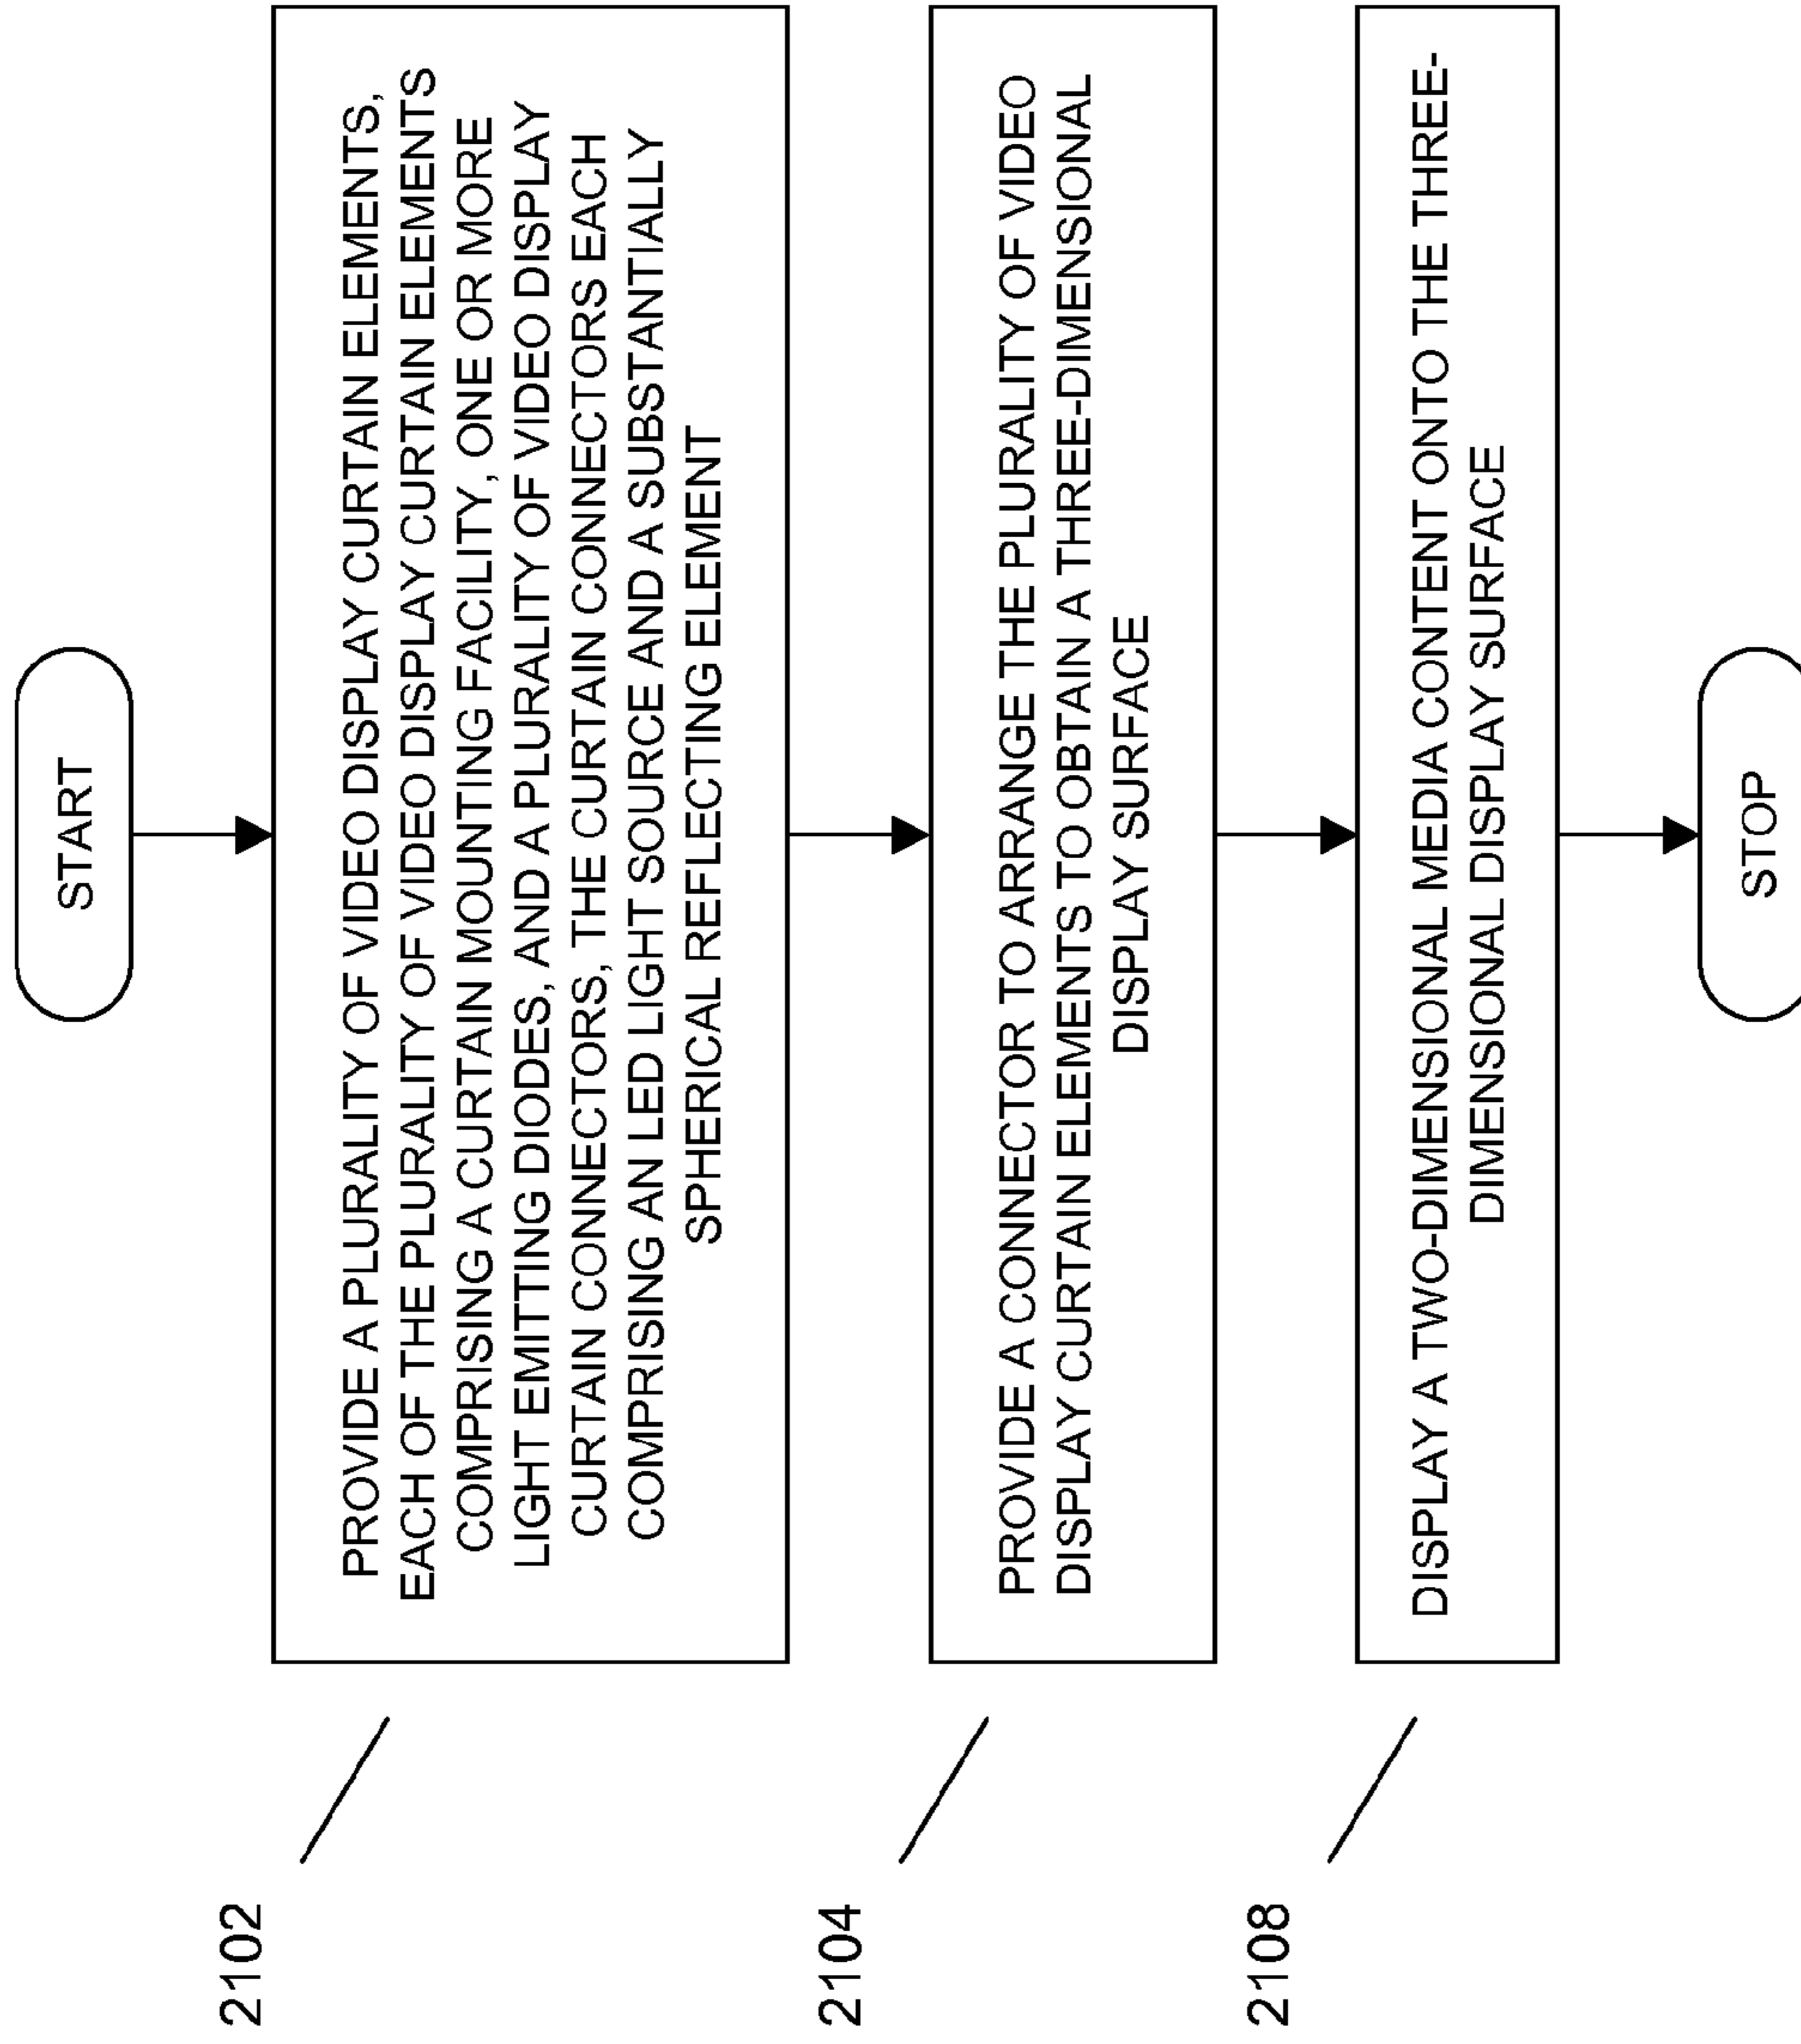 START
2102
PROVIDE A PLURALITY OF VIDEO DISPLAY CURTAIN ELEMENTS,
EACH OF THE PLURALITY OF VIDEO DISPLAY CURTAIN ELEMENTS
COMPRISING A CURTAIN MOUNTING FACILITY, ONE OR MORE
LIGHT EMITTING DIODES, AND A PLURALITY OF VIDEO DISPLAY
CURTAIN CONNECTORS, THE CURTAIN CONNECTORS EACH
COMPRISING AN LED LIGHT SOURCE AND A SUBSTANTIALLY
SPHERICAL REFLECTING ELEMENT
2104
PROVIDE A CONNECTOR TO ARRANGE THE PLURALITY OF VIDEO
DISPLAY CURTAIN ELEMENTS TO OBTAIN A THREE-DIMENSIONAL
DISPLAY SURFACE
2108
DISPLAY A TWO-DIMENSIONAL MEDIA CONTENT ONTO THE THREE-
DIMENSIONAL DISPLAY SURFACE
STOP